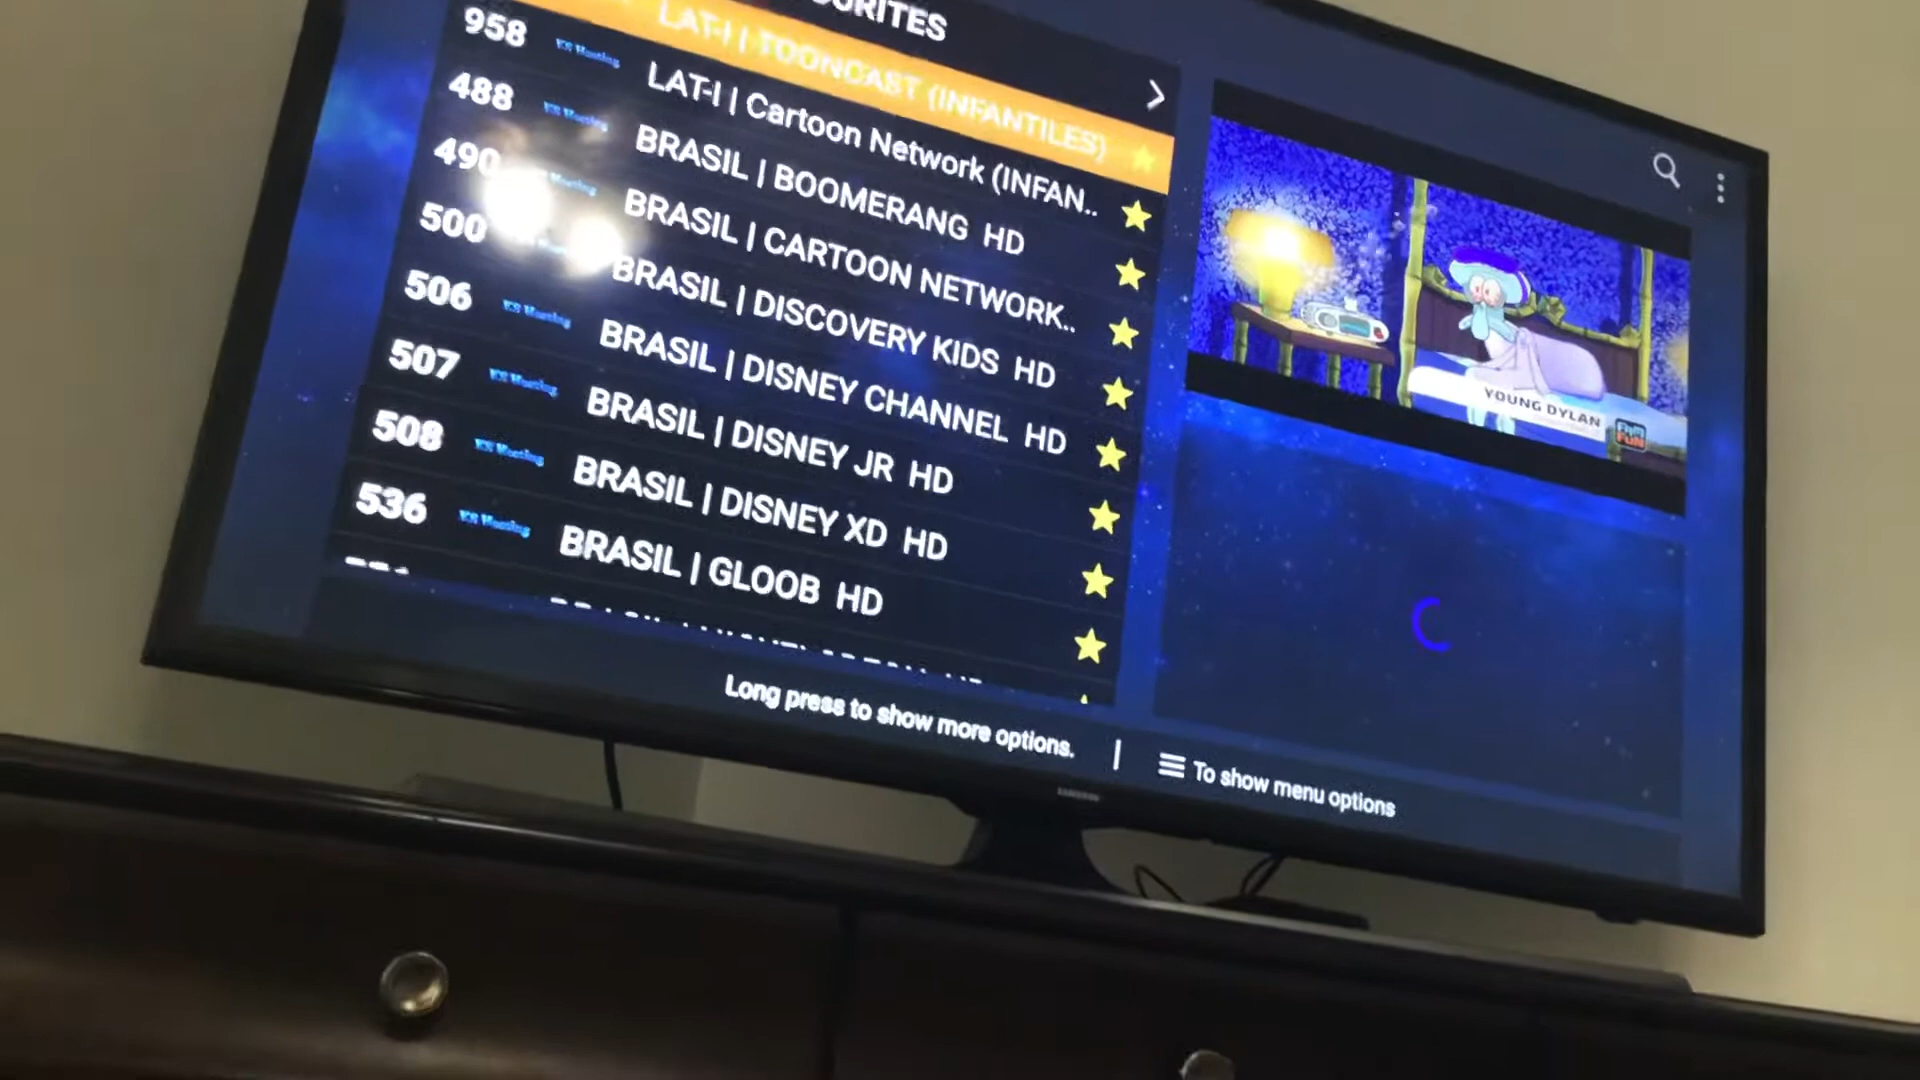 LAT-I | TOONCAST (INFANTILES)
958 LAT-I | Cartoon Network (INFAN..
488 BRASIL | BOOMERANG HD
490 BRASIL | CARTOON NETWORK..
500 BRASIL | DISCOVERY KIDS HD
506 BRASIL | DISNEY CHANNEL HD
507 BRASIL | DISNEY JR HD
508 BRASIL | DISNEY XD HD
536 BRASIL | GLOOB HD
YOUNG DYLAN
Long press to show more options. | To show menu options
SAMSUNG